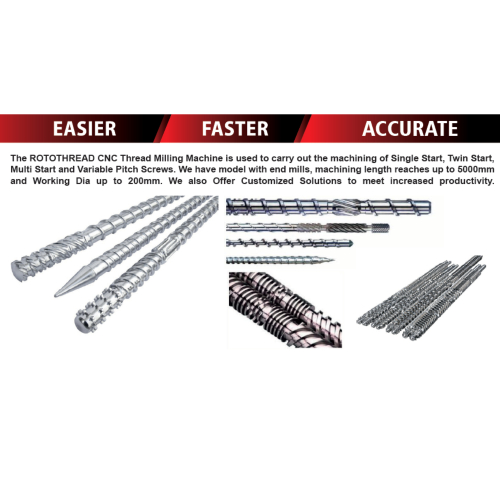 EASIER FASTER ACCURATE
The ROTOTHREAD CNC Thread Milling Machine is used to carry out the machining of Single Start, Twin Start,
Multi Start and Variable Pitch Screws. We have model with end mills, machining length reaches up to 5000mm
and Working Dia up to 200mm. We also Offer Customized Solutions to meet increased productivity.